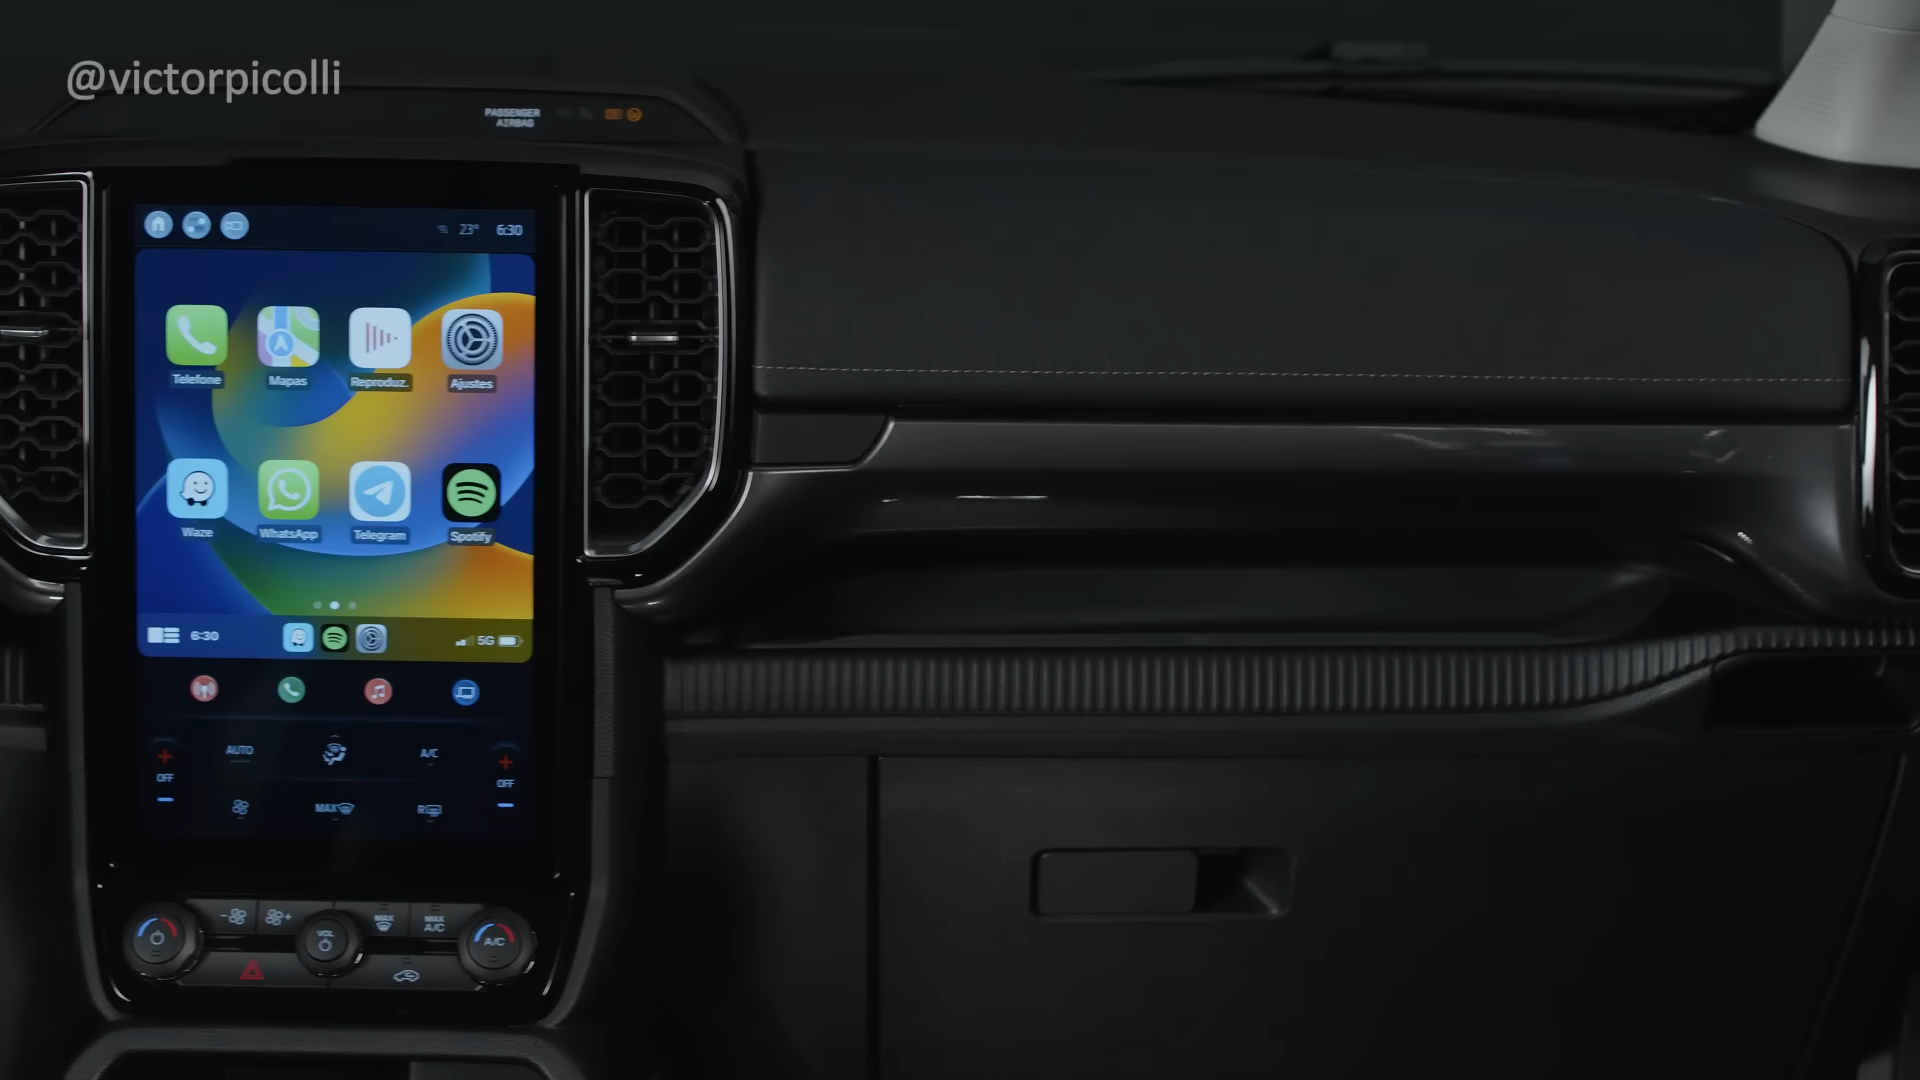 @victorpicolli
PASSENGER
AIRBAG
23° 6:30
Telefone Mapas Reproduz. Ajustes
Waze WhatsApp Telegram Spotify
6:30 5G
AUTO A/C
OFF OFF
MAX R
MAX MAX
A/C
VOL A/C